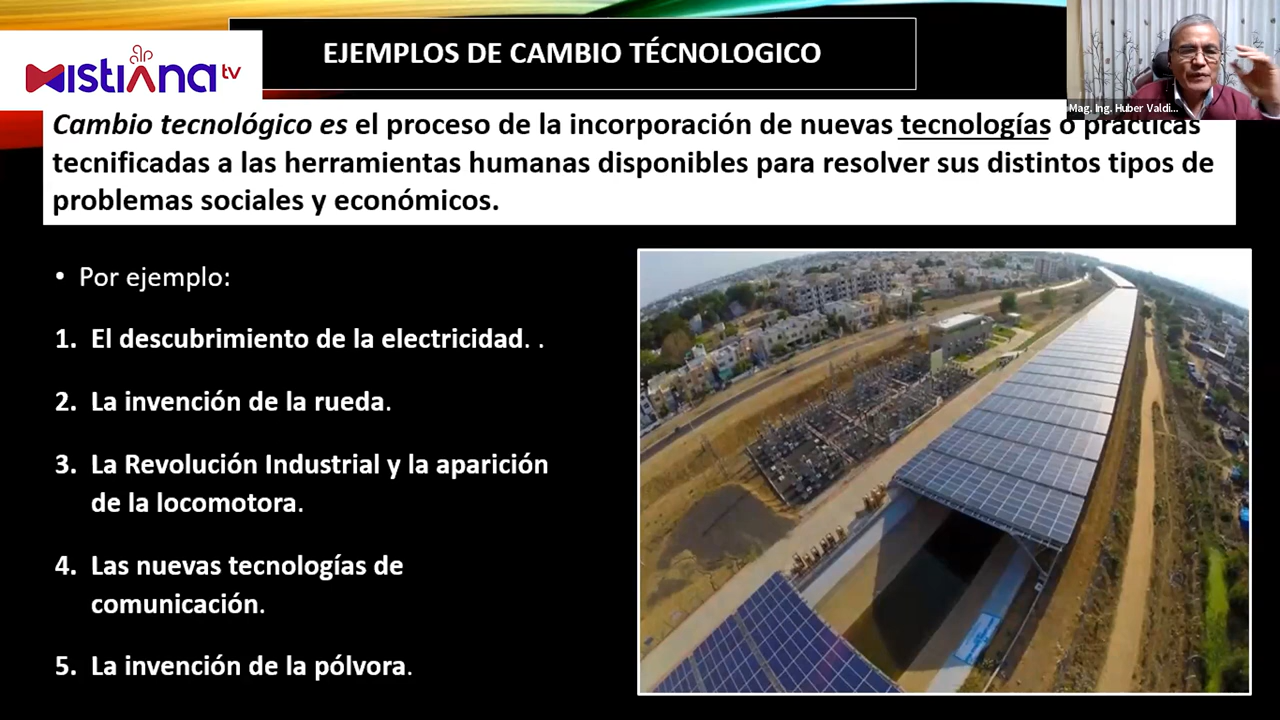 EJEMPLOS DE CAMBIO TÉCNOLOGICO
MISTIANA tv
Mag. Ing. Huber Valdi...
Cambio tecnológico es el proceso de la incorporación de nuevas tecnologías o prácticas
tecnificadas a las herramientas humanas disponibles para resolver sus distintos tipos de
problemas sociales y económicos.
• Por ejemplo:
1. El descubrimiento de la electricidad. .
2. La invención de la rueda.
3. La Revolución Industrial y la aparición
de la locomotora.
4. Las nuevas tecnologías de
comunicación.
5. La invención de la pólvora.